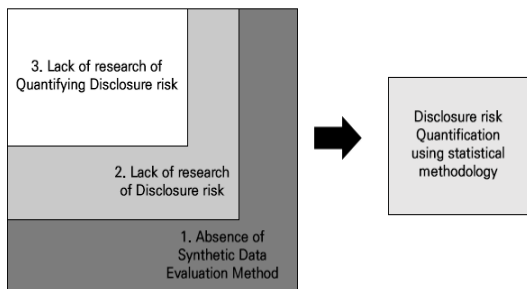 3. Lack of research of
Quantifying Disclosure risk
2. Lack of research
of Disclosure risk
1. Absence of
Synthetic Data
Evaluation Method
Disclosure risk
Quantification
using statistical
methodology